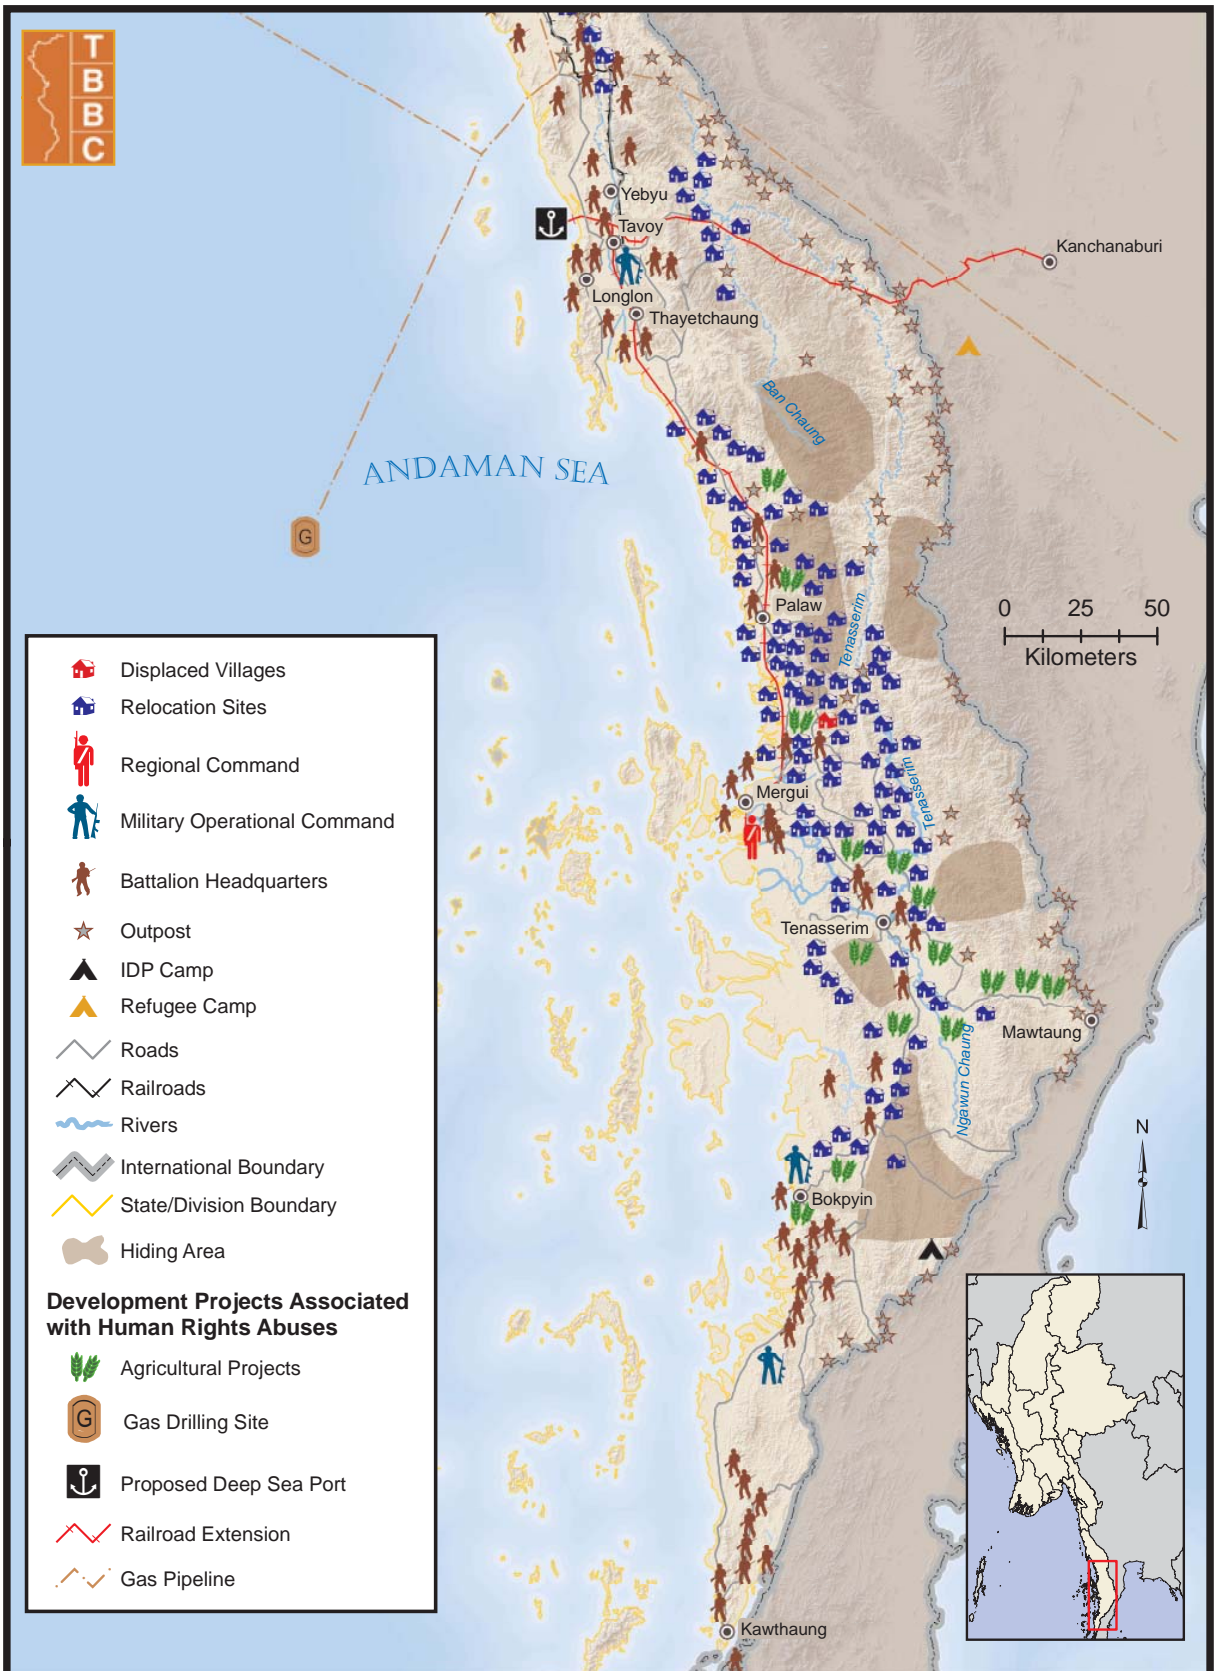 T
B
B
C
Yebyu
Tavoy
Kanchanaburi
Longlon
Thayetchaung
Ban Chaung
ANDAMAN SEA
G
Palaw
Tenasserim
0 25 50
Kilometers
Displaced Villages
Relocation Sites
Regional Command
Military Operational Command
Battalion Headquarters
Outpost
IDP Camp
Refugee Camp
Roads
Railroads
Rivers
International Boundary
State/Division Boundary
Hiding Area
Development Projects Associated
with Human Rights Abuses
Agricultural Projects
G
Gas Drilling Site
Proposed Deep Sea Port
Railroad Extension
Gas Pipeline
Tenasserim
Mergui
Tenasserim
Mawtaung
Ngawun Chaung
N
Bokpyin
Kawthaung